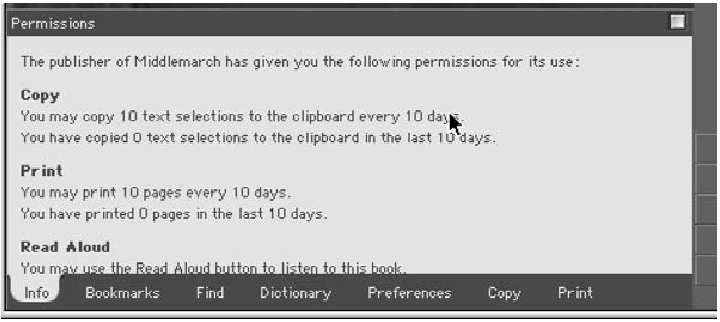 Permissions
The publisher of Middlemarch has given you the following permissions for its use:
Copy
You may copy 10 text selections to the clipboard every 10 days.
You have copied 0 text selections to the clipboard in the last 10 days.
Print
You may print 10 pages every 10 days.
You have printed 0 pages in the last 10 days.
Read Aloud
You may use the Read Aloud button to listen to this book.
Info Bookmarks Find Dictionary Preferences Copy Print